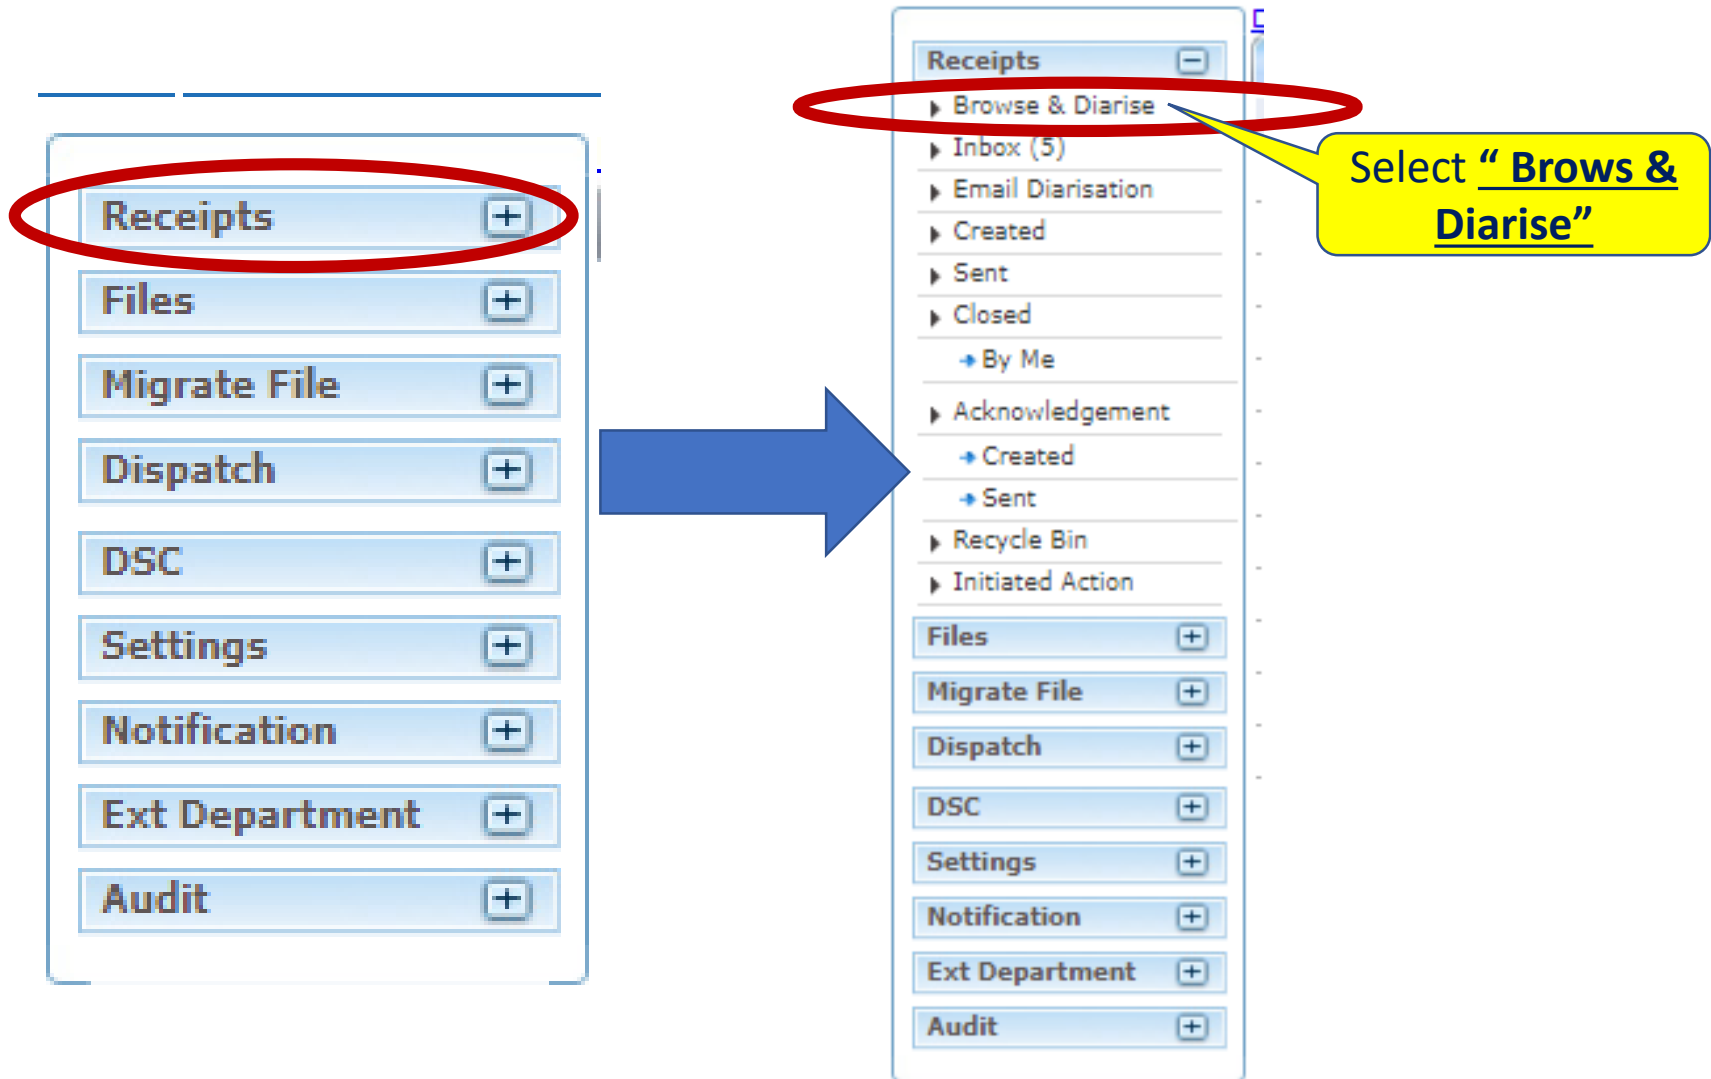 Receipts
Files
Migrate File
Dispatch
DSC
Settings
Notification
Ext Department
Audit
Receipts
Browse & Diarise
Inbox (5)
Email Diarisation
Created
Sent
Closed
By Me
Acknowledgement
Created
Sent
Recycle Bin
Initiated Action
Files
Migrate File
Dispatch
DSC
Settings
Notification
Ext Department
Audit
Select “ Brows &
Diarise”